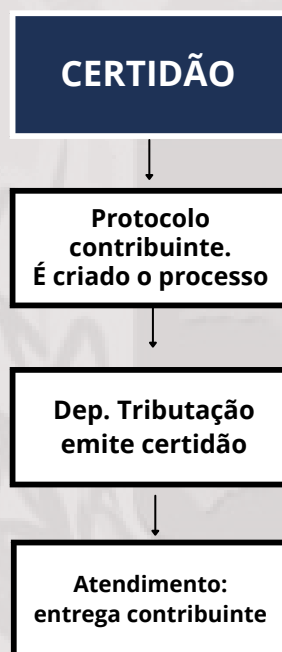 CERTIDÃO
Protocolo
contribuinte.
É criado o processo
Dep. Tributação
emite certidão
Atendimento:
entrega contribuinte